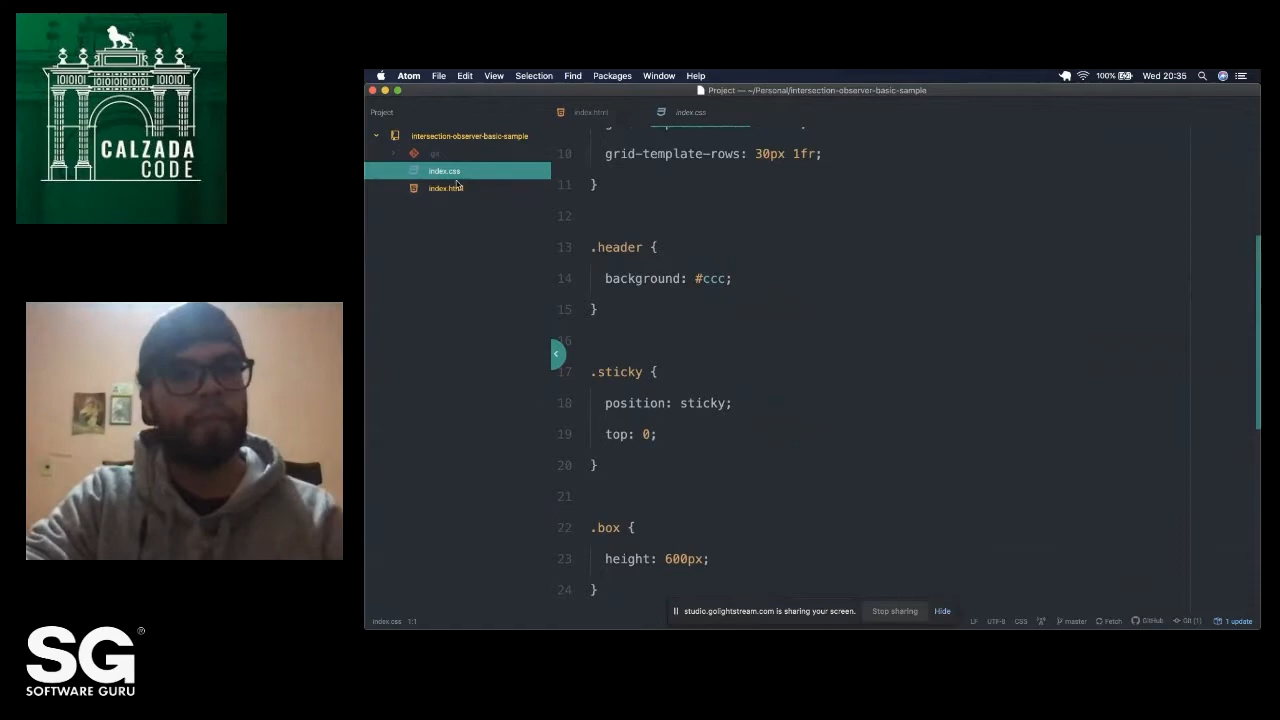 CALZADA
CODE
Atom File Edit View Selection Find Packages Window Help
100% Wed 20:35
Project — ~/Personal/intersection-observer-basic-sample
Project
index.html
index.css
intersection-observer-basic-sample
.git
index.css
index.html
10 grid-template-rows: 30px 1fr;
11 }
12
13 .header {
14 background: #ccc;
15 }
16
17 .sticky {
18 position: sticky;
19 top: 0;
20 }
21
22 .box {
23 height: 600px;
24 }
studio.golightstream.com is sharing your screen. Stop sharing Hide
index.css 1:1
LF UTF-8 CSS master Fetch GitHub Git (1) 1 update
SG®
SOFTWARE GURU